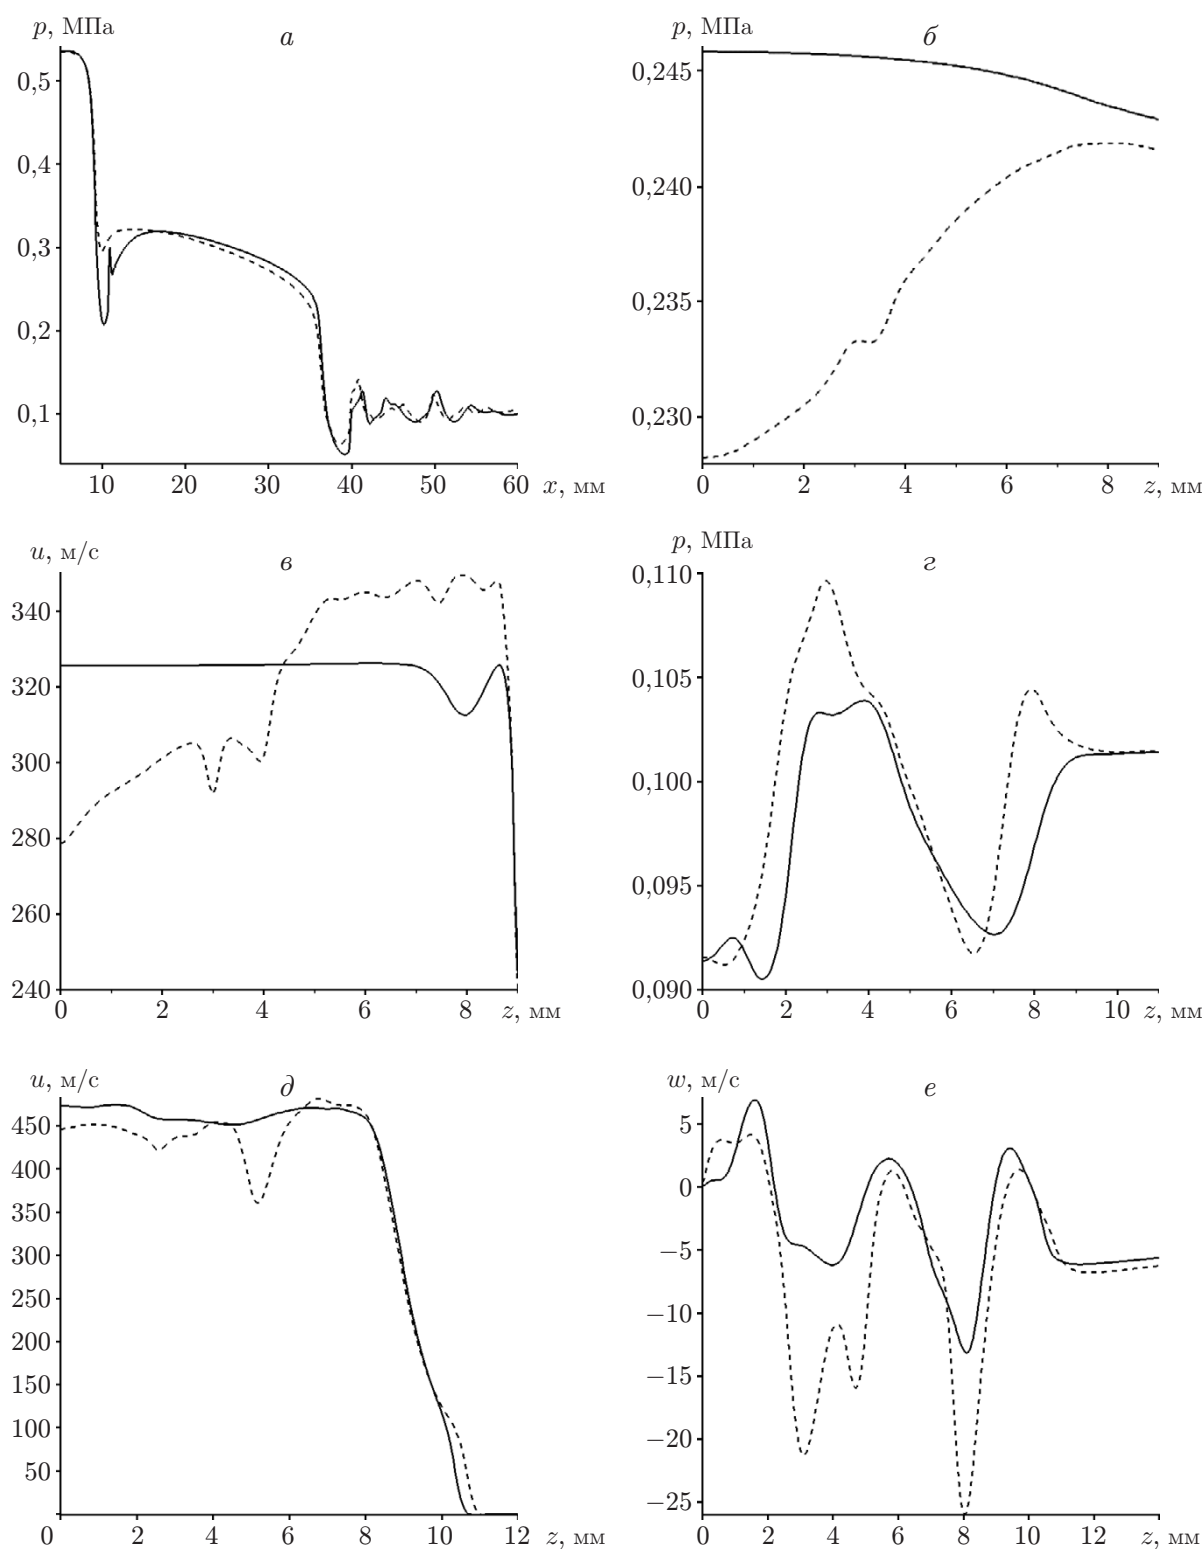 p, МПа
а
0,5
0,4
0,3
0,2
0,1
10 20 30 40 50 60 x, мм
p, МПа
б
0,245
0,240
0,235
0,230
0 2 4 6 8 z, мм
u, м/с
в
340
320
300
280
260
240
0 2 4 6 8 z, мм
p, МПа
г
0,110
0,105
0,100
0,095
0,090
0 2 4 6 8 10 z, мм
u, м/с
д
450
400
350
300
250
200
150
100
50
0 2 4 6 8 10 12 z, мм
w, м/с
е
5
0
−5
−10
−15
−20
−25
0 2 4 6 8 10 12 z, мм